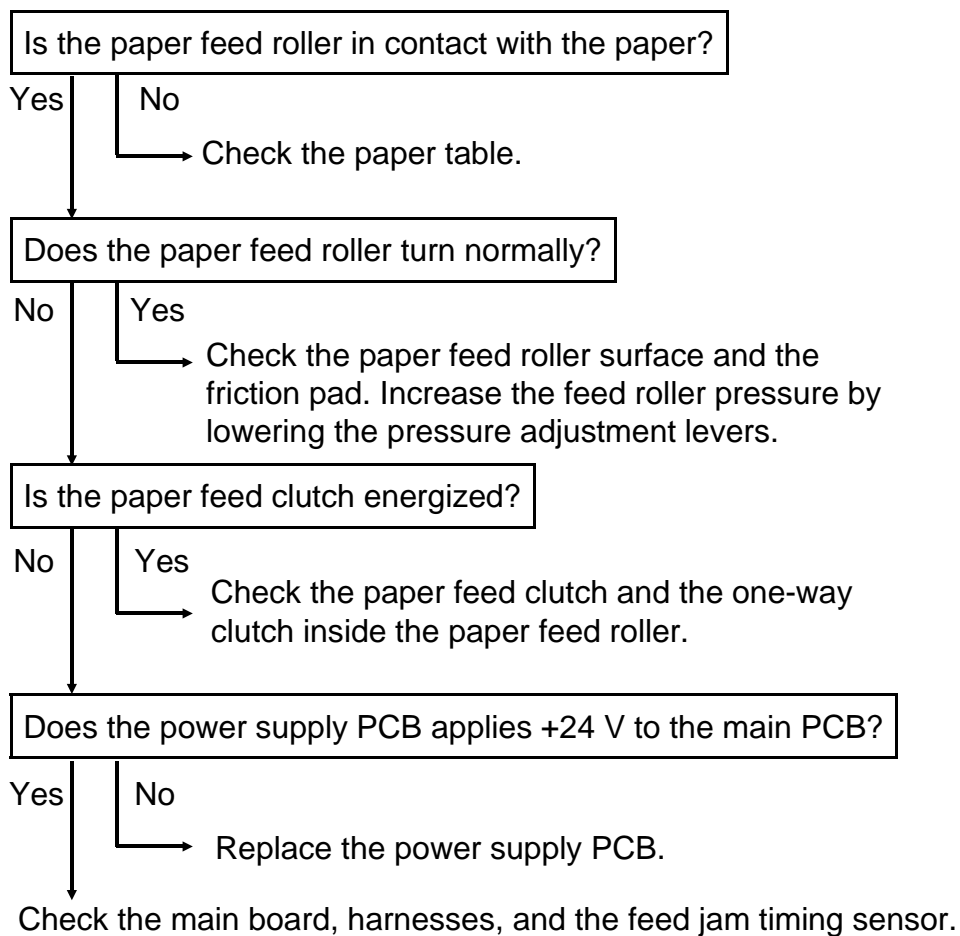 Is the paper feed roller in contact with the paper?
Yes
No
Check the paper table.
Does the paper feed roller turn normally?
No
Yes
Check the paper feed roller surface and the
friction pad. Increase the feed roller pressure by
lowering the pressure adjustment levers.
Is the paper feed clutch energized?
No
Yes
Check the paper feed clutch and the one-way
clutch inside the paper feed roller.
Does the power supply PCB applies +24 V to the main PCB?
Yes
No
Replace the power supply PCB.
Check the main board, harnesses, and the feed jam timing sensor.